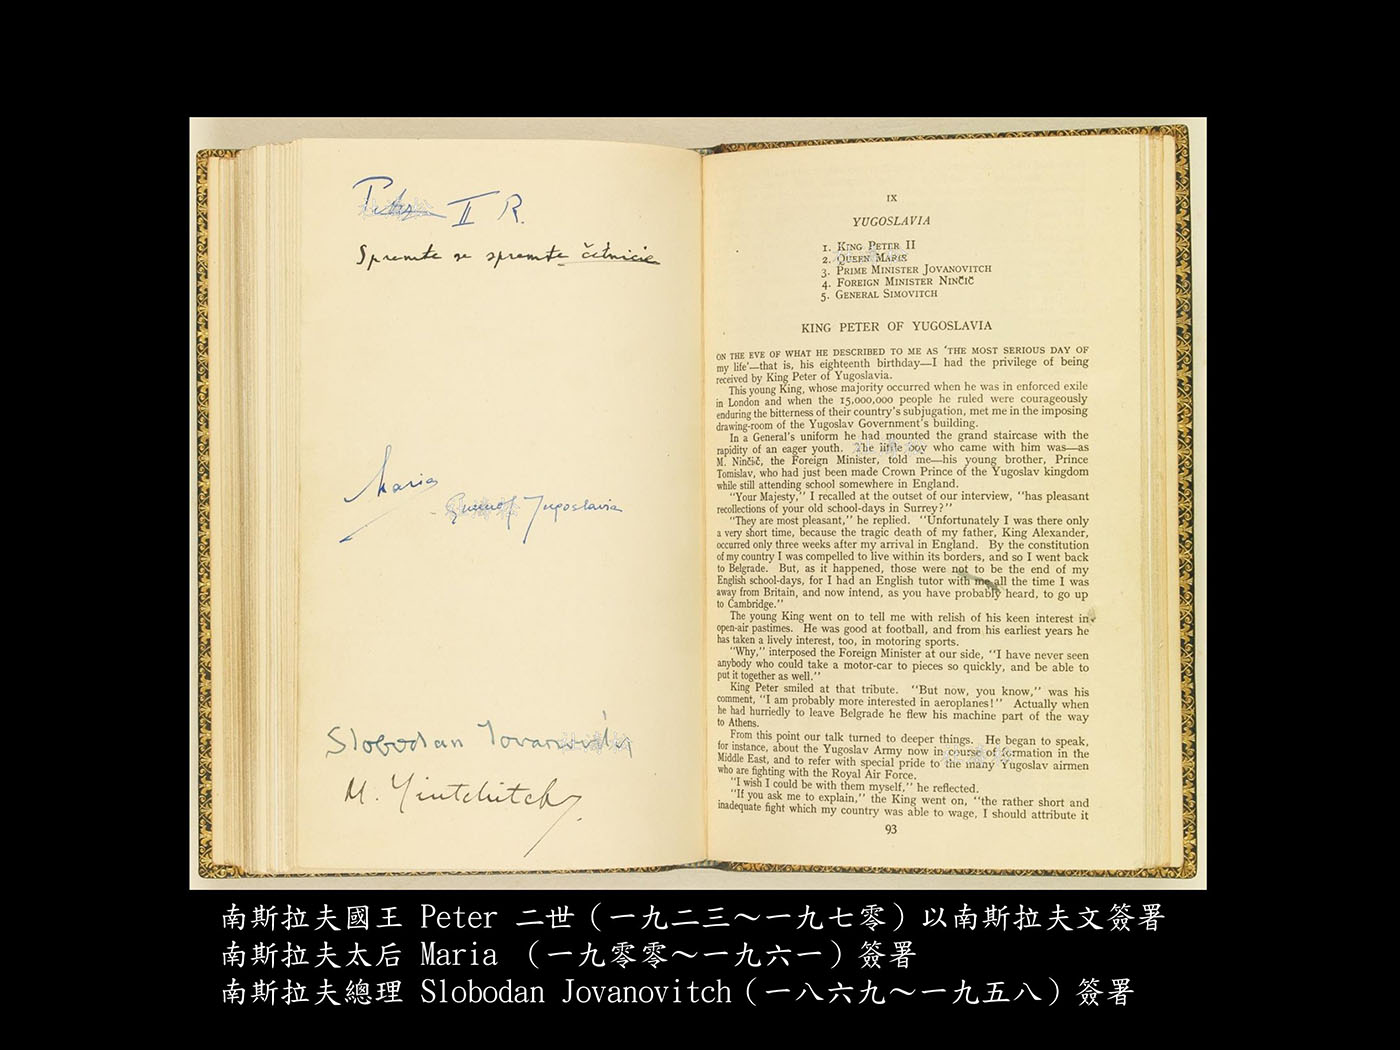 Peter II R.
Spremte se spremte četnici
Maria
Queen of Yugoslavia
Slobodan Jovanovitch
M. Nintchitch
IX
YUGOSLAVIA
1. KING PETER II
2. QUEEN MARIE
3. PRIME MINISTER JOVANOVITCH
4. FOREIGN MINISTER NINČIČ
5. GENERAL SIMOVITCH
KING PETER OF YUGOSLAVIA
ON THE EVE OF WHAT HE DESCRIBED TO ME AS 'THE MOST SERIOUS DAY OF
my life'—that is, his eighteenth birthday—I had the privilege of being
received by King Peter of Yugoslavia.
This young King, whose majority occurred when he was in enforced exile
in London and when the 15,000,000 people he ruled were courageously
enduring the bitterness of their country's subjugation, met me in the imposing
drawing-room of the Yugoslav Government's building.
In a General's uniform he had mounted the grand staircase with the
rapidity of an eager youth. The little boy who came with him was—as
M. Ninčič, the Foreign Minister, told me—his young brother, Prince
Tomislav, who had just been made Crown Prince of the Yugoslav kingdom
while still attending school somewhere in England.
"Your Majesty," I recalled at the outset of our interview, "has pleasant
recollections of your old school-days in Surrey?"
"They are most pleasant," he replied. "Unfortunately I was there only
a very short time, because the tragic death of my father, King Alexander,
occurred only three weeks after my arrival in England. By the constitution
of my country I was compelled to live within its borders, and so I went back
to Belgrade. But, as it happened, those were not to be the end of my
English school-days, for I had an English tutor with me all the time I was
away from Britain, and now intend, as you have probably heard, to go up
to Cambridge."
The young King went on to tell me with relish of his keen interest in
open-air pastimes. He was good at football, and from his earliest years he
has taken a lively interest, too, in motoring sports.
"Why," interposed the Foreign Minister at our side, "I have never seen
anybody who could take a motor-car to pieces so quickly, and be able to
put it together as well."
King Peter smiled at that tribute. "But now, you know," was his
comment, "I am probably more interested in aeroplanes!" Actually when
he had hurriedly to leave Belgrade he flew his machine part of the way
to Athens.
From this point our talk turned to deeper things. He began to speak,
for instance, about the Yugoslav Army now in course of formation in the
Middle East, and to refer with special pride to the many Yugoslav airmen
who are fighting with the Royal Air Force.
"I wish I could be with them myself," he reflected.
"If you ask me to explain," the King went on, "the rather short and
inadequate fight which my country was able to wage, I should attribute it
93
南斯拉夫國王 Peter 二世（一九二三～一九七零）以南斯拉夫文簽署
南斯拉夫太后 Maria （一九零零～一九六一）簽署
南斯拉夫總理 Slobodan Jovanovitch（一八六九～一九五八）簽署